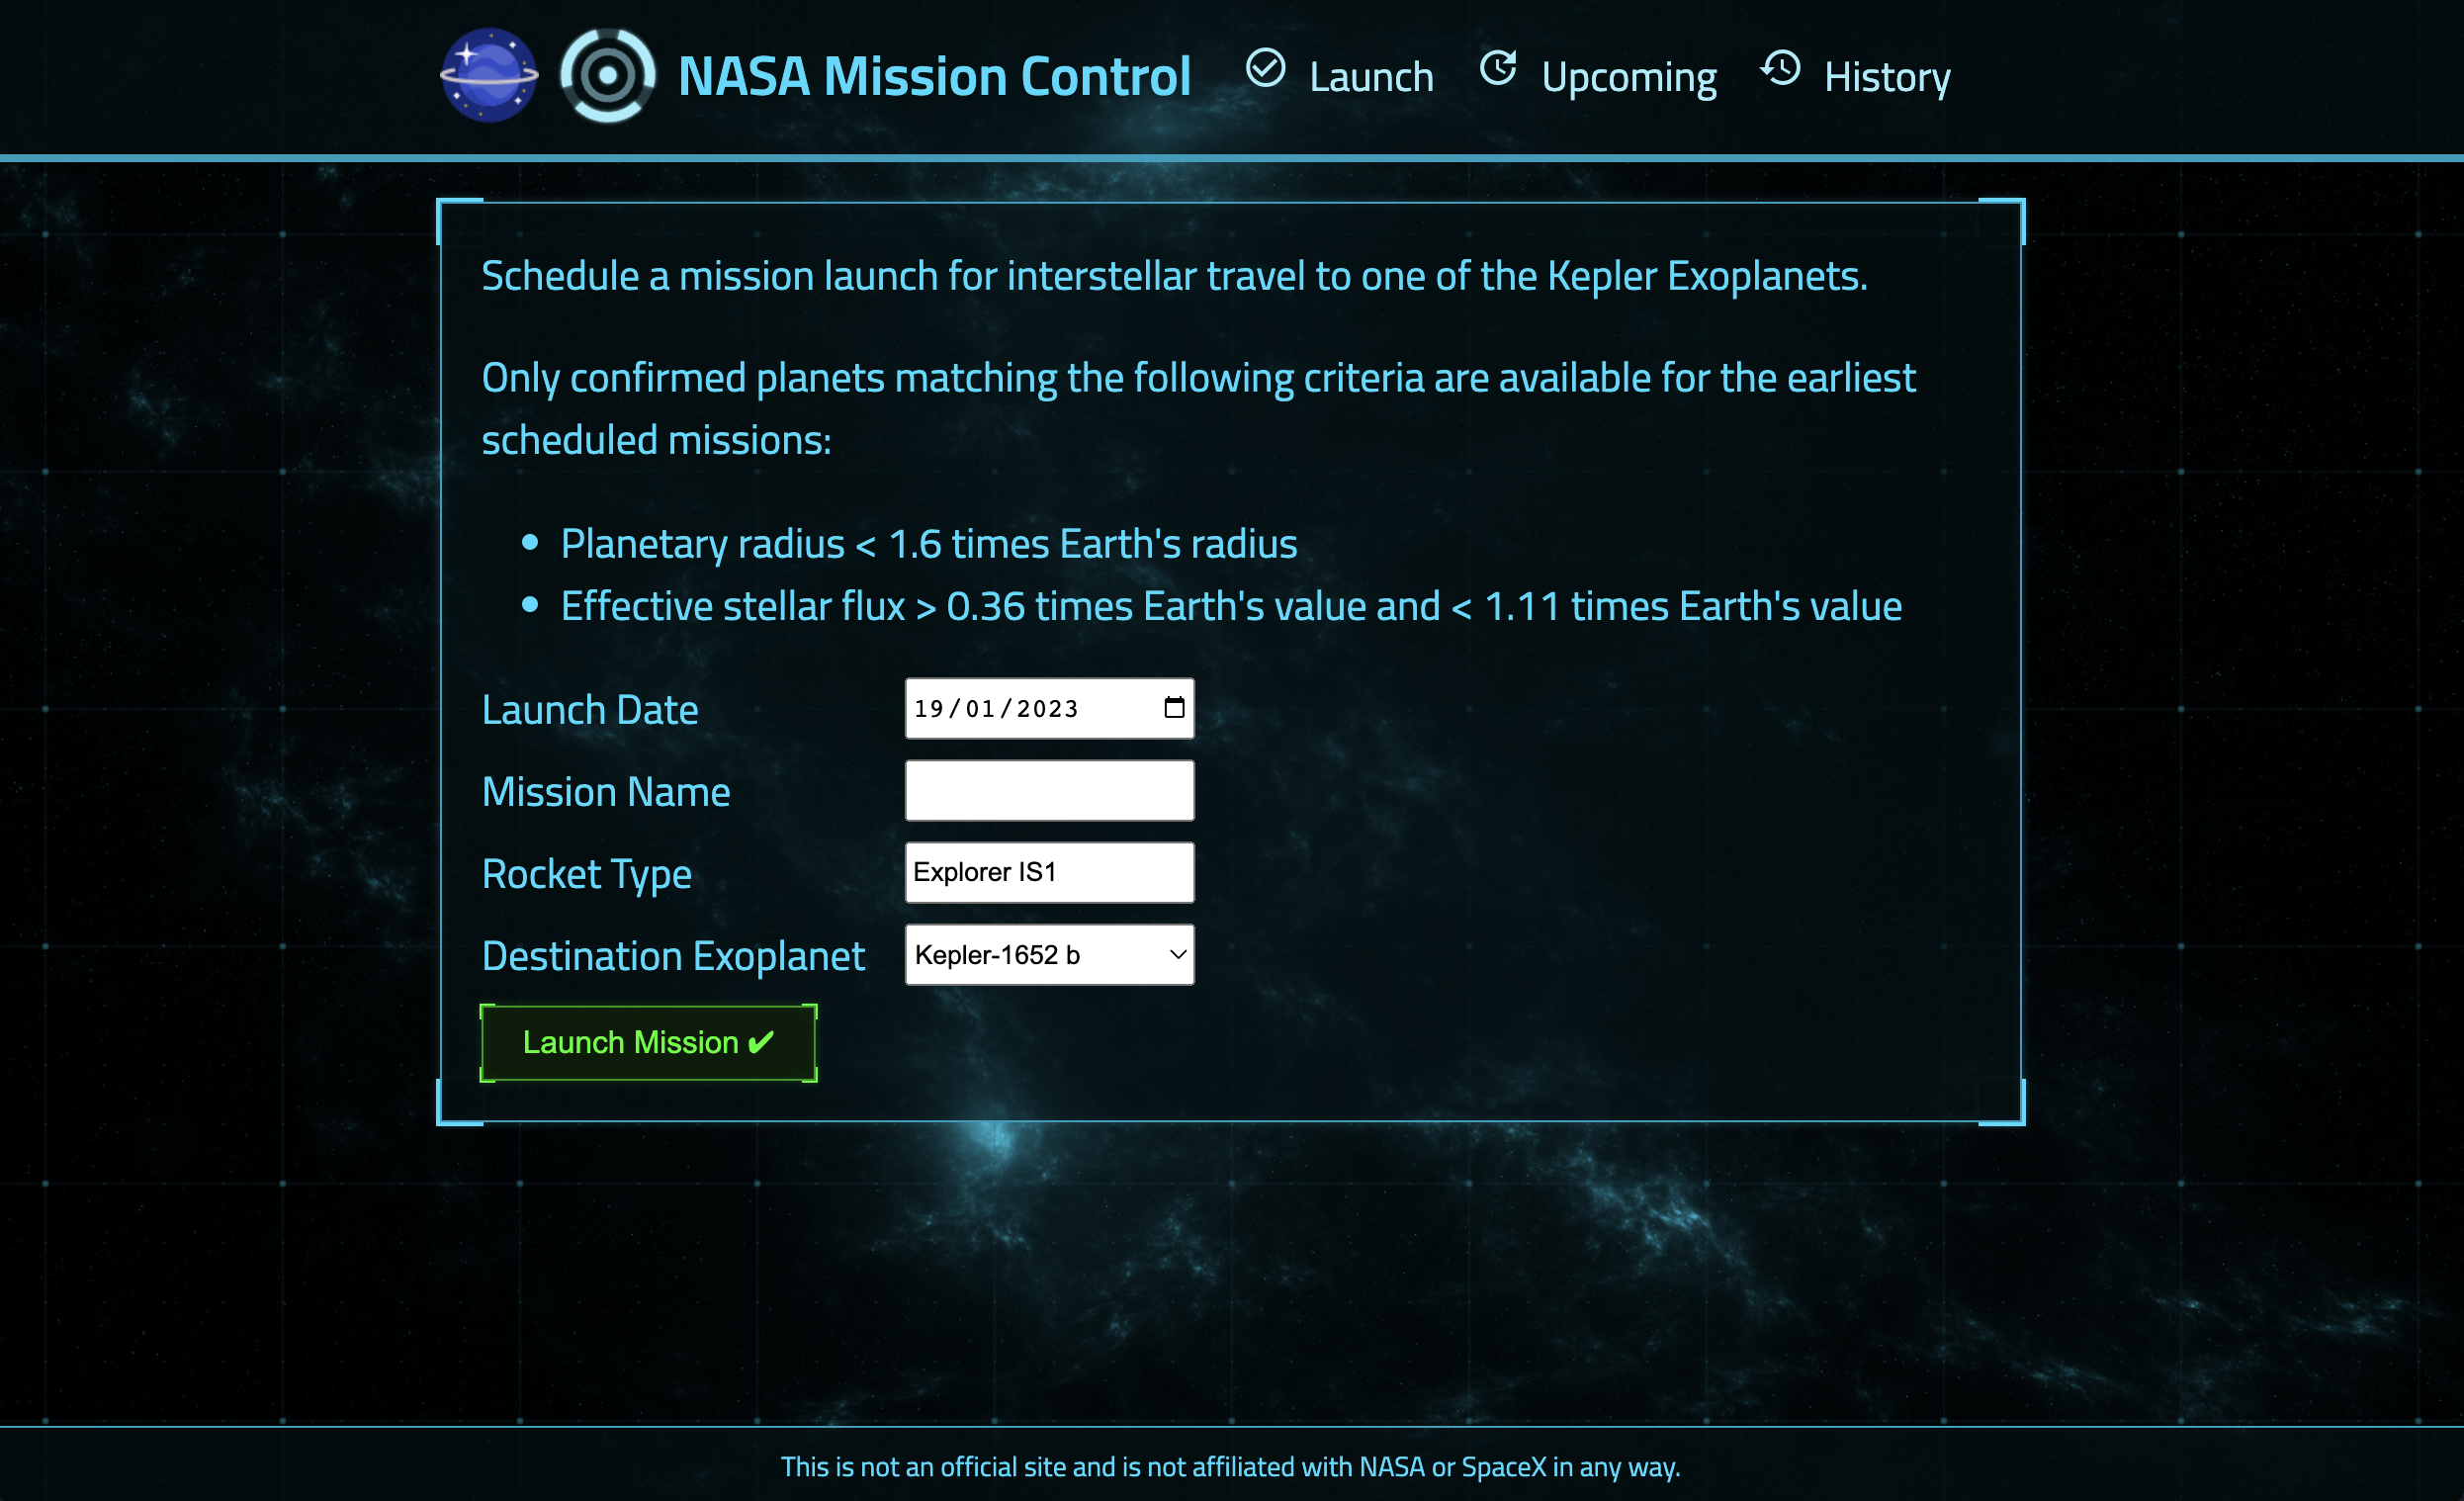 NASA Mission Control
Launch
Upcoming
History
Schedule a mission launch for interstellar travel to one of the Kepler Exoplanets.
Only confirmed planets matching the following criteria are available for the earliest
scheduled missions:
• Planetary radius < 1.6 times Earth's radius
• Effective stellar flux > 0.36 times Earth's value and < 1.11 times Earth's value
Launch Date 19/01/2023
Mission Name
Rocket Type Explorer IS1
Destination Exoplanet Kepler-1652 b
Launch Mission ✔
This is not an official site and is not affiliated with NASA or SpaceX in any way.